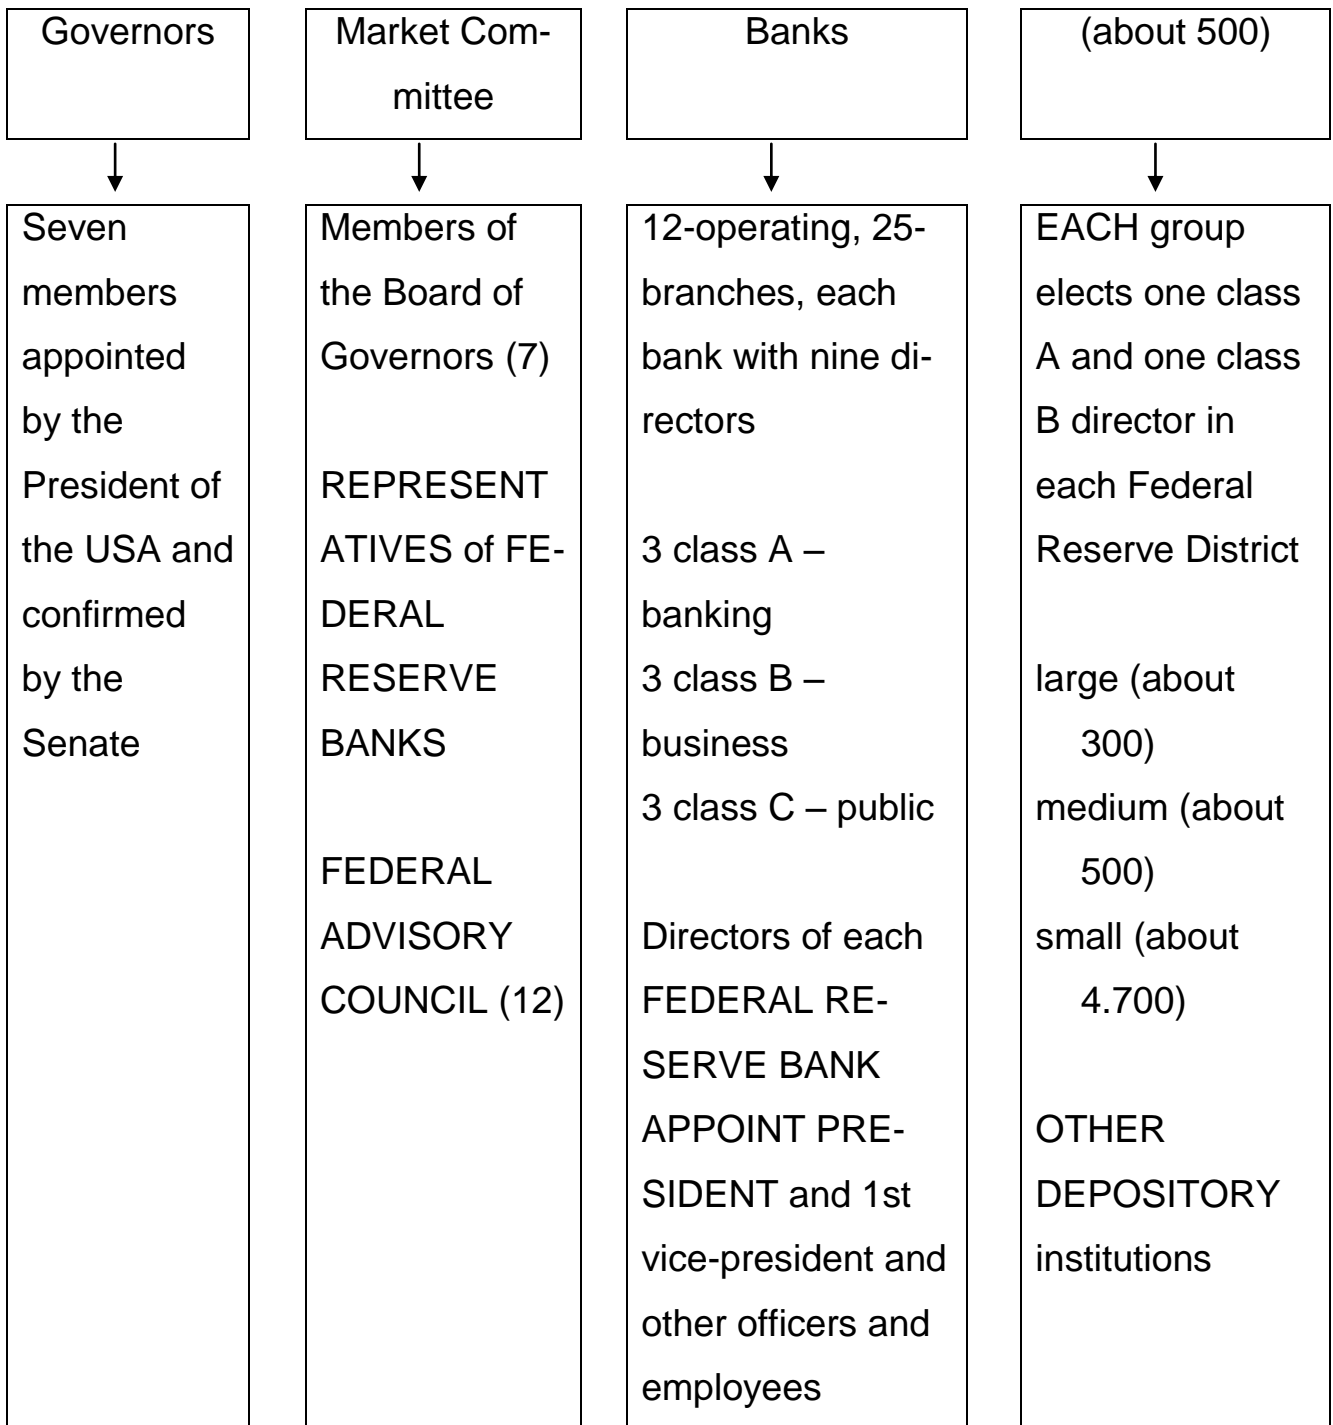 Governors
Market Com-
mittee
Banks
(about 500)
Seven
members
appointed
by the
President of
the USA and
confirmed
by the
Senate
Members of
the Board of
Governors (7)
REPRESENT
ATIVES of FE-
DERAL
RESERVE
BANKS
FEDERAL
ADVISORY
COUNCIL (12)
12-operating, 25-
branches, each
bank with nine di-
rectors
3 class A –
banking
3 class B –
business
3 class C – public
Directors of each
FEDERAL RE-
SERVE BANK
APPOINT PRE-
SIDENT and 1st
vice-president and
other officers and
employees
EACH group
elects one class
A and one class
B director in
each Federal
Reserve District
large (about
300)
medium (about
500)
small (about
4.700)
OTHER
DEPOSITORY
institutions